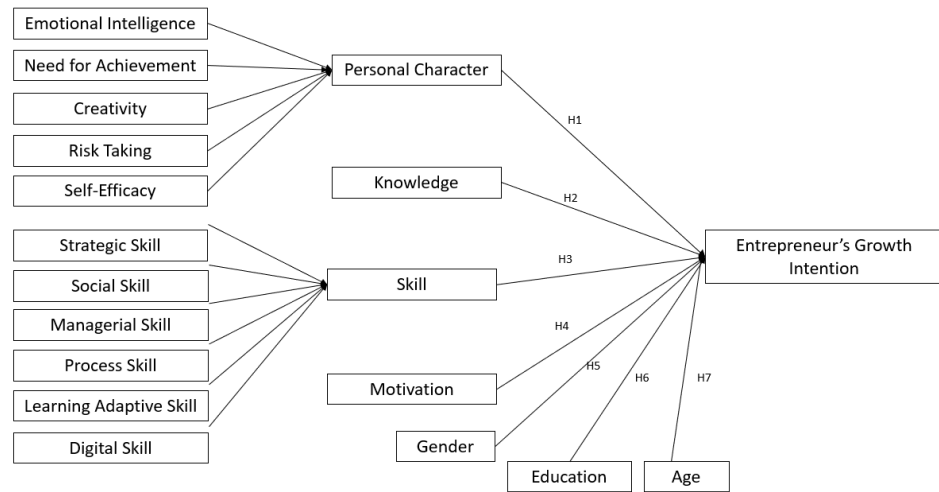 Emotional Intelligence
Need for Achievement
Creativity
Risk Taking
Self-Efficacy
Strategic Skill
Social Skill
Managerial Skill
Process Skill
Learning Adaptive Skill
Digital Skill
Personal Character
Knowledge
Skill
Motivation
Gender
Education
Age
H1
H2
H3
H4
H5
H6
H7
Entrepreneur’s Growth
Intention